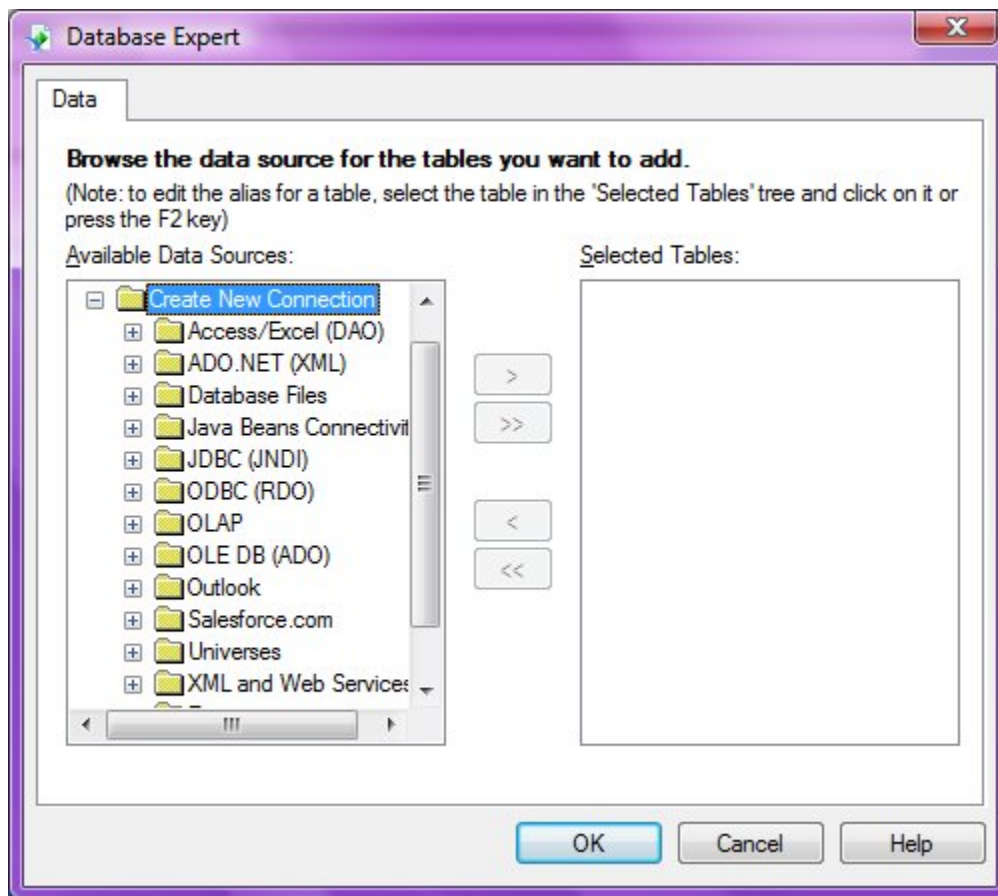 Database Expert
Data
Browse the data source for the tables you want to add.
(Note: to edit the alias for a table, select the table in the 'Selected Tables' tree and click on it or
press the F2 key)
Available Data Sources:
Selected Tables:
Create New Connection
Access/Excel (DAO)
ADO.NET (XML)
Database Files
Java Beans Connectivit
JDBC (JNDI)
ODBC (RDO)
OLAP
OLE DB (ADO)
Outlook
Salesforce.com
Universes
XML and Web Services
>
>>
<
<<
OK
Cancel
Help